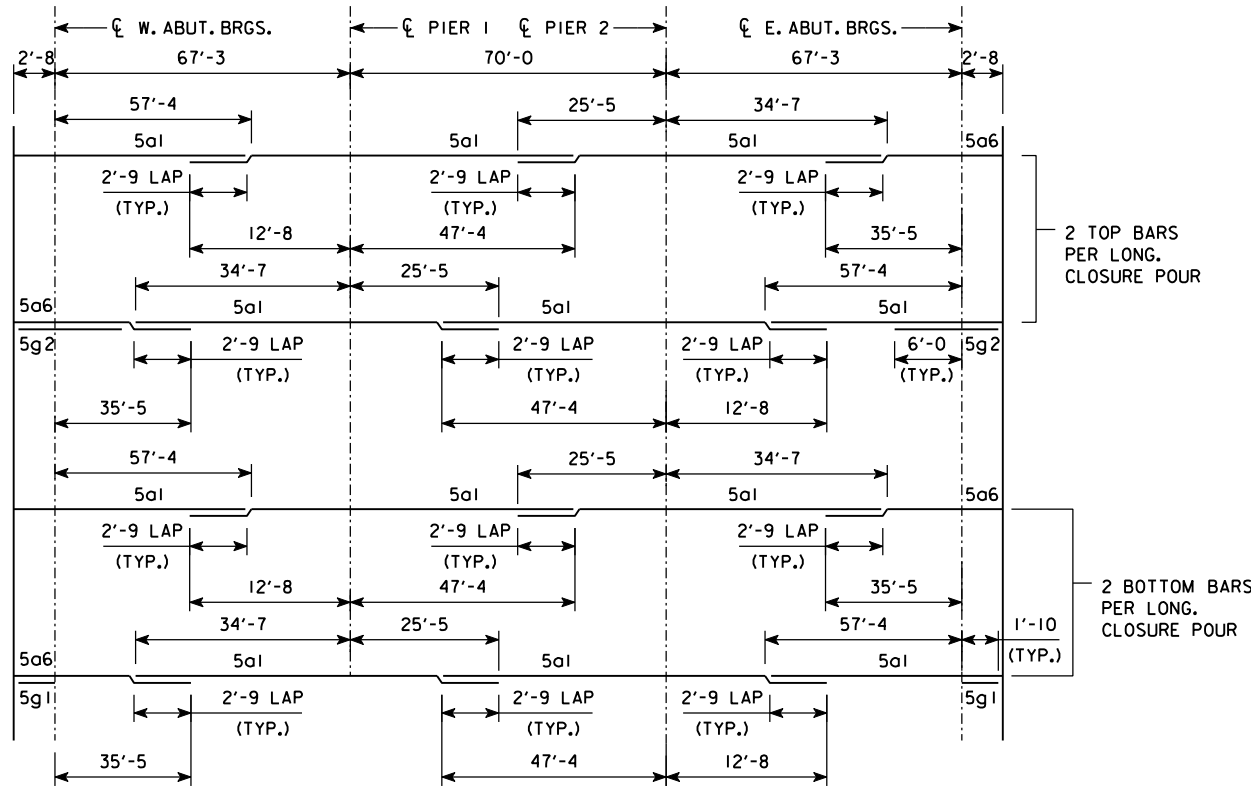 ℄ W. ABUT. BRGS. ℄ PIER 1 ℄ PIER 2 ℄ E. ABUT. BRGS.
2'-8 67'-3 70'-0 67'-3 2'-8
57'-4 25'-5 34'-7
5a1 5a1 5a1 5a6
2'-9 LAP 2'-9 LAP 2'-9 LAP
(TYP.) (TYP.) (TYP.)
12'-8 47'-4 35'-5
2 TOP BARS
PER LONG.
CLOSURE POUR
34'-7 25'-5 57'-4
5a6 5a1 5a1 5a1
5g2 2'-9 LAP 2'-9 LAP 2'-9 LAP 6'-0 5g2
(TYP.) (TYP.) (TYP.) (TYP.)
35'-5 47'-4 12'-8
57'-4 25'-5 34'-7
5a1 5a1 5a1 5a6
2'-9 LAP 2'-9 LAP 2'-9 LAP
(TYP.) (TYP.) (TYP.)
12'-8 47'-4 35'-5
2 BOTTOM BARS
PER LONG.
CLOSURE POUR
34'-7 25'-5 57'-4 1'-10
(TYP.)
5a6 5a1 5a1 5a1
5g1 2'-9 LAP 2'-9 LAP 2'-9 LAP 5g1
(TYP.) (TYP.) (TYP.)
35'-5 47'-4 12'-8